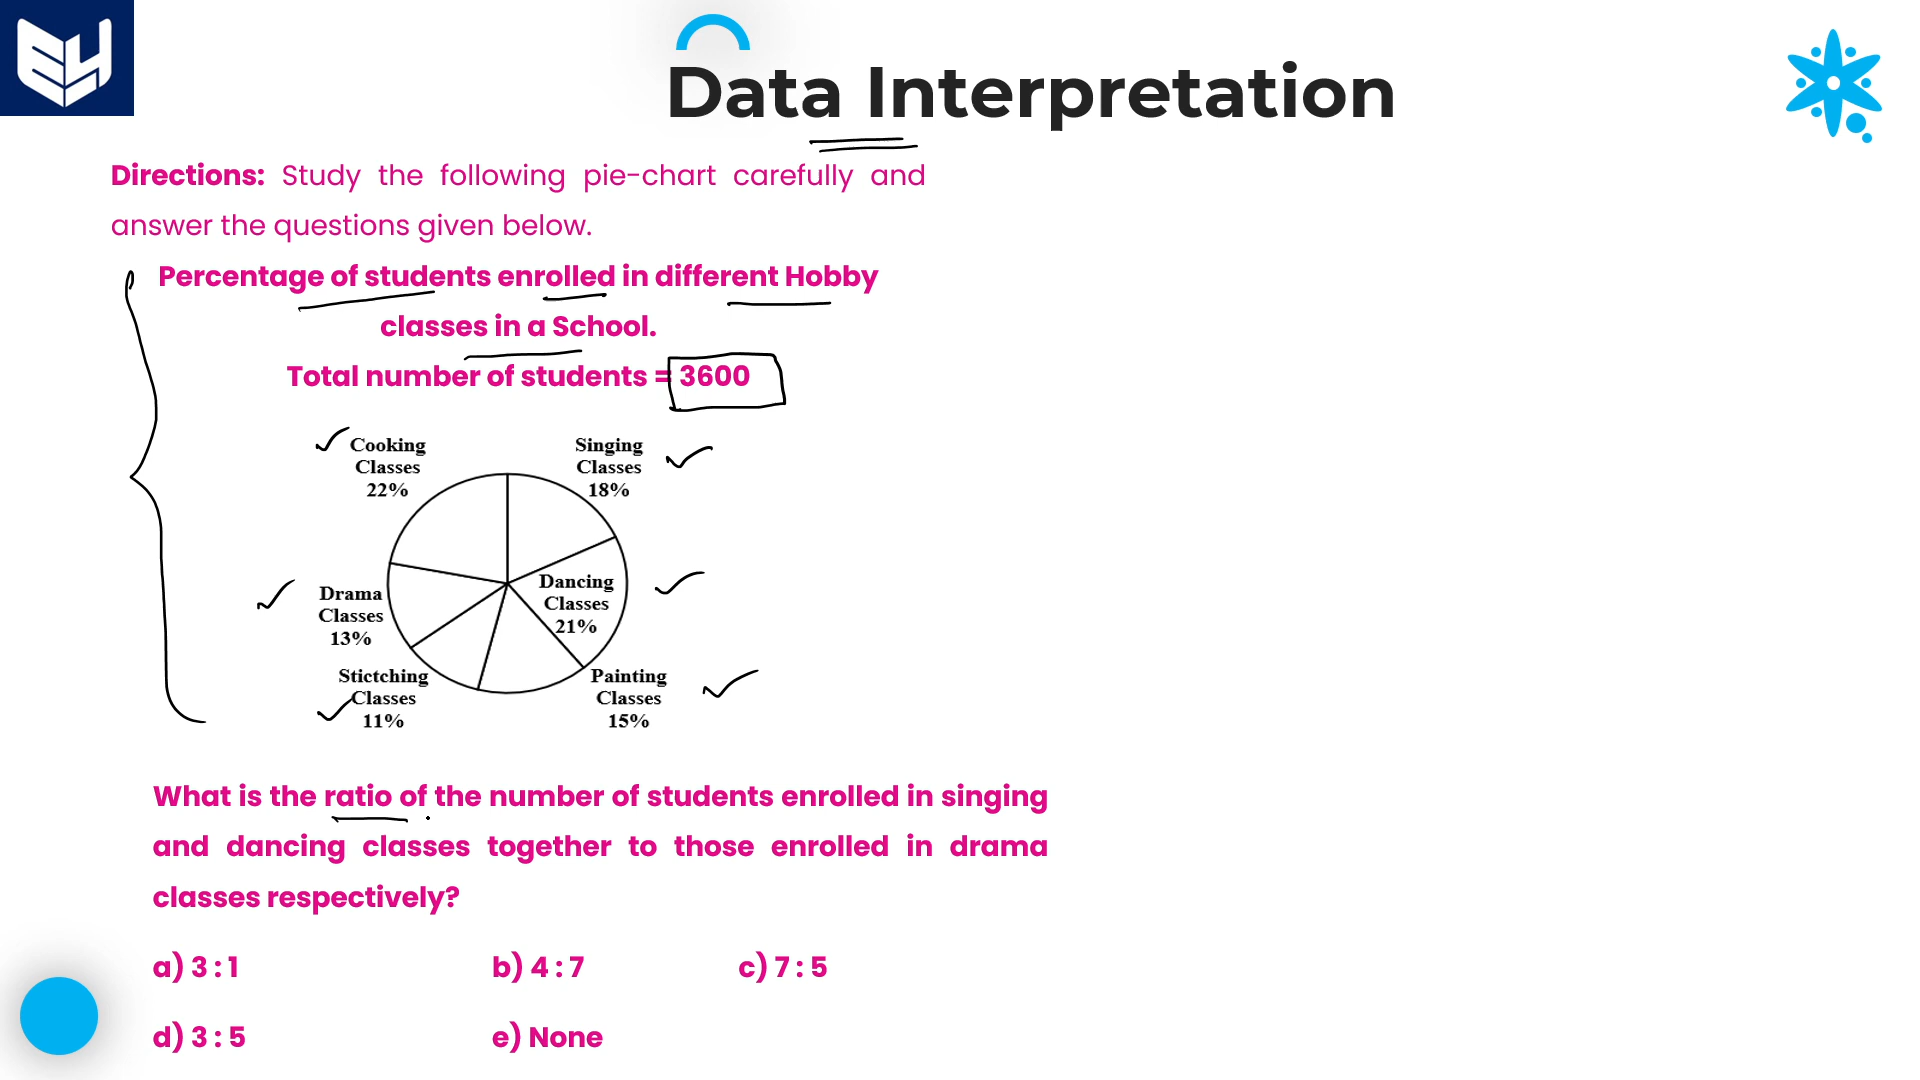 Data Interpretation
Directions: Study the following pie-chart carefully and
answer the questions given below.
Percentage of students enrolled in different Hobby
classes in a School.
Total number of students = 3600
Cooking
Classes
22%
Singing
Classes
18%
Dancing
Classes
21%
Drama
Classes
13%
Stictching
Classes
11%
Painting
Classes
15%
What is the ratio of the number of students enrolled in singing
and dancing classes together to those enrolled in drama
classes respectively?
a) 3 : 1 b) 4 : 7 c) 7 : 5
d) 3 : 5 e) None